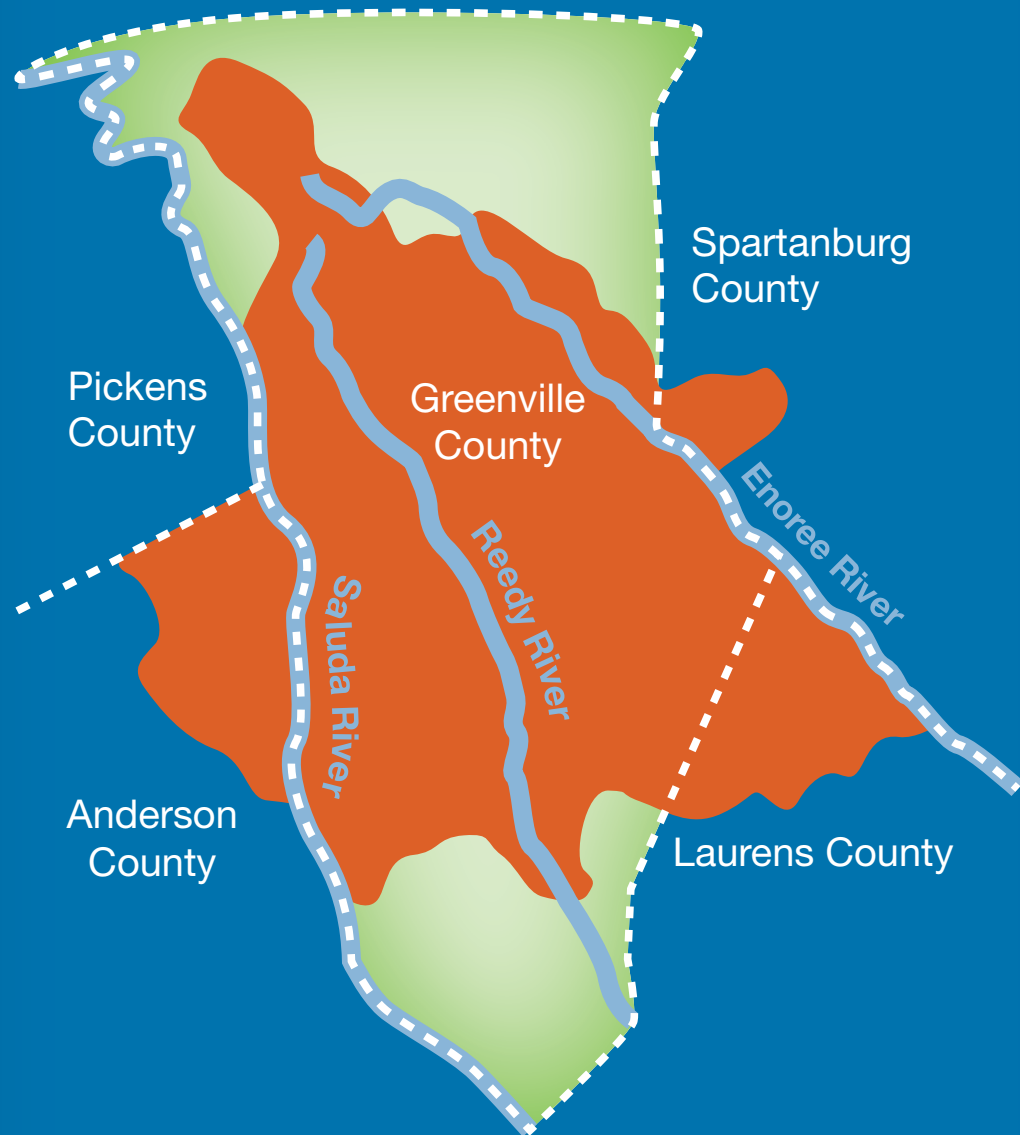 Spartanburg
County
Pickens
County
Greenville
County
Enoree River
Reedy River
Saluda River
Anderson
County
Laurens County